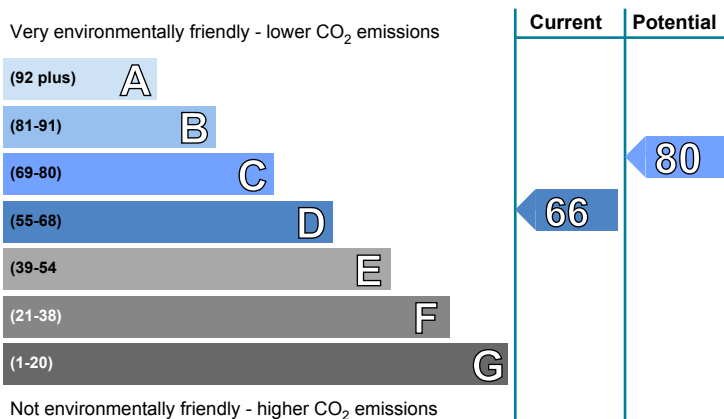 Current Potential
Very environmentally friendly - lower CO2 emissions
(92 plus) A
(81-91) B
(69-80) C
80
(55-68) D
66
(39-54 E
(21-38) F
(1-20) G
Not environmentally friendly - higher CO2 emissions